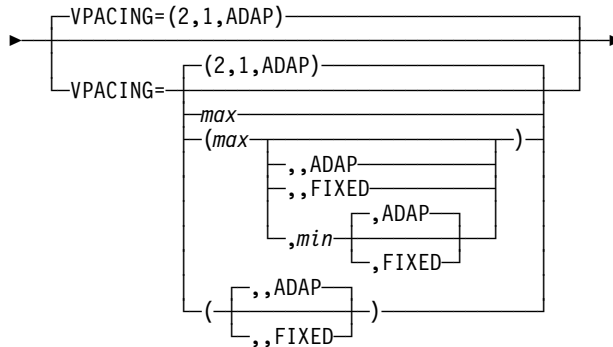 VPACING=(2,1,ADAP)
VPACING=
(2,1,ADAP)
max
(max )
,,ADAP
,,FIXED
,min ,ADAP
,FIXED
( ,,ADAP )
,,FIXED